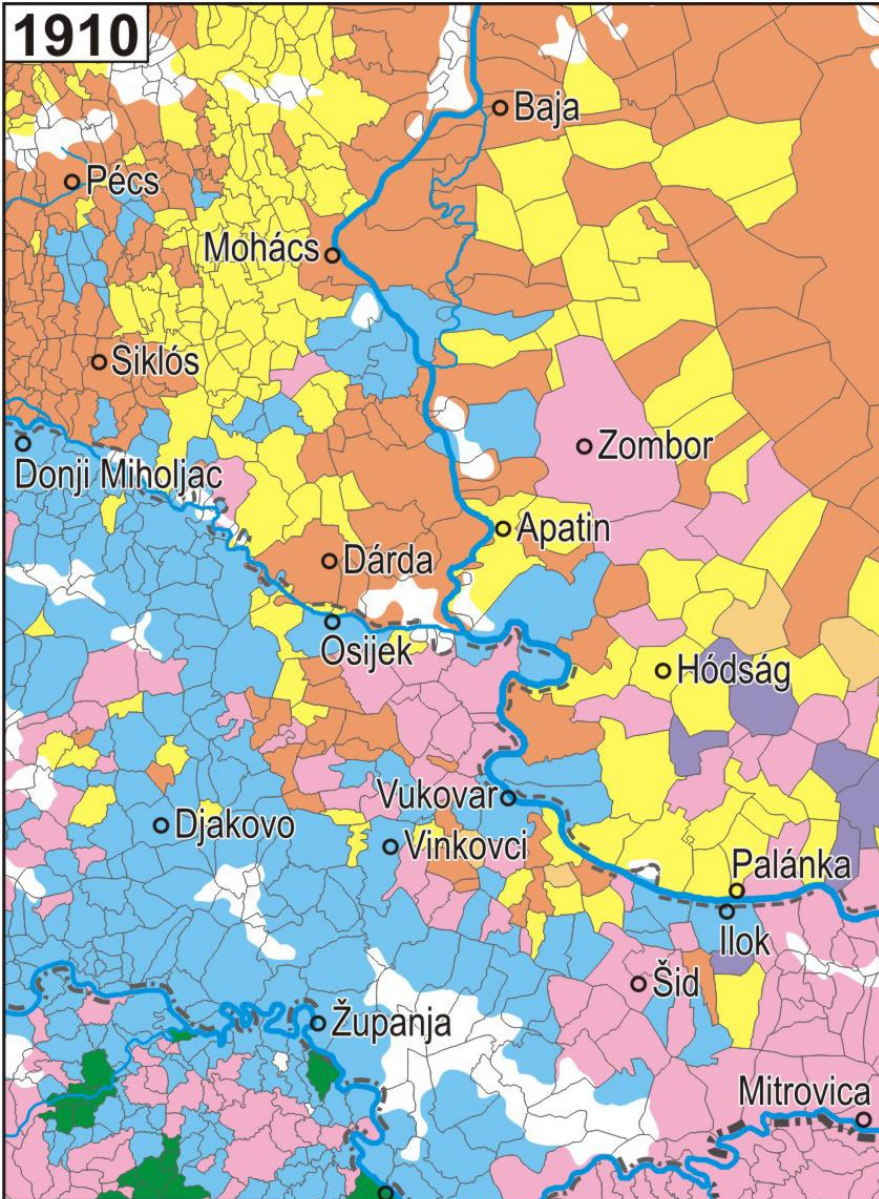 1910
Baja
Pécs
Mohács
Siklós
Donji Miholjac
Zombor
Apatin
Dárda
Osijek
Hódság
Vukovar
Djakovo
Vinkovci
Palánka
Ilok
Šid
Županja
Mitrovica